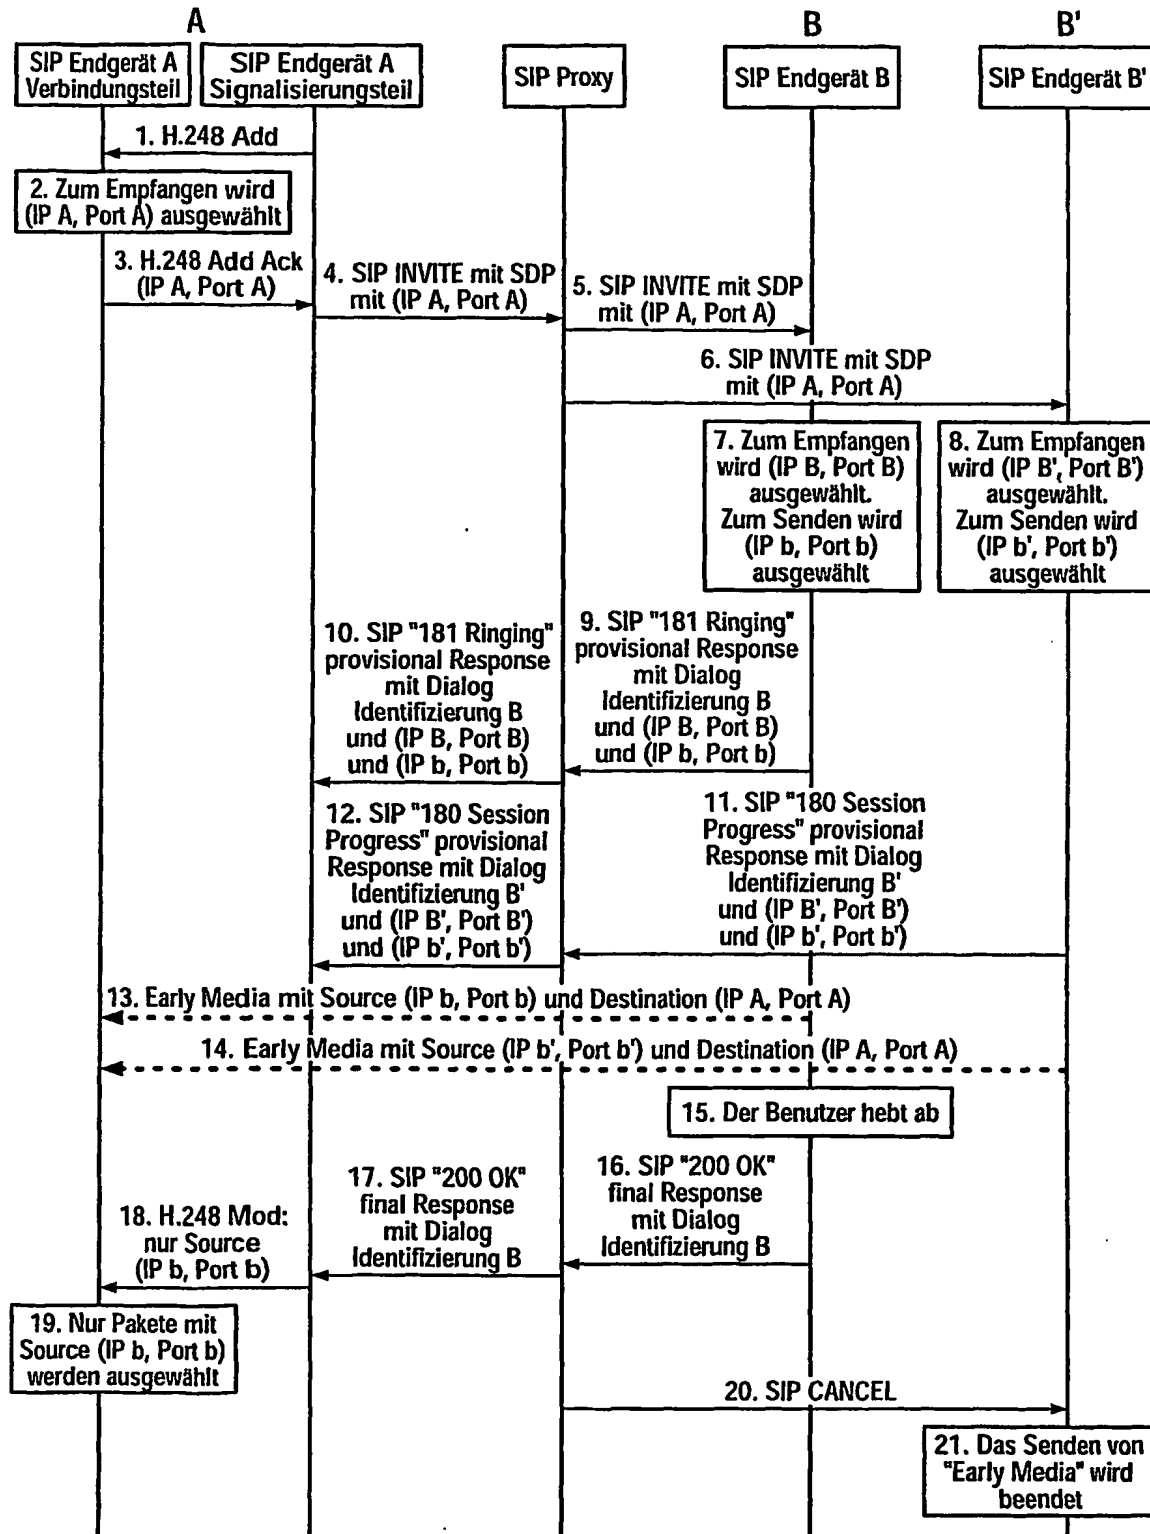 A
B
B'
SIP Endgerät A
Verbindungsteil
SIP Endgerät A
Signalisierungsteil
SIP Proxy
SIP Endgerät B
SIP Endgerät B'
1. H.248 Add
2. Zum Empfangen wird
(IP A, Port A) ausgewählt
3. H.248 Add Ack
(IP A, Port A)
4. SIP INVITE mit SDP
mit (IP A, Port A)
5. SIP INVITE mit SDP
mit (IP A, Port A)
6. SIP INVITE mit SDP
mit (IP A, Port A)
7. Zum Empfangen
wird (IP B, Port B)
ausgewählt.
Zum Senden wird
(IP b, Port b)
ausgewählt
8. Zum Empfangen
wird (IP B', Port B')
ausgewählt.
Zum Senden wird
(IP b', Port b')
ausgewählt
9. SIP "181 Ringing"
provisional Response
mit Dialog
Identifizierung B
und (IP B, Port B)
und (IP b, Port b)
10. SIP "181 Ringing"
provisional Response
mit Dialog
Identifizierung B
und (IP B, Port B)
und (IP b, Port b)
11. SIP "180 Session
Progress" provisional
Response mit Dialog
Identifizierung B'
und (IP B', Port B')
und (IP b', Port b')
12. SIP "180 Session
Progress" provisional
Response mit Dialog
Identifizierung B'
und (IP B', Port B')
und (IP b', Port b')
13. Early Media mit Source (IP b, Port b) und Destination (IP A, Port A)
14. Early Media mit Source (IP b', Port b') und Destination (IP A, Port A)
15. Der Benutzer hebt ab
16. SIP "200 OK"
final Response
mit Dialog
Identifizierung B
17. SIP "200 OK"
final Response
mit Dialog
Identifizierung B
18. H.248 Mod:
nur Source
(IP b, Port b)
19. Nur Pakete mit
Source (IP b, Port b)
werden ausgewählt
20. SIP CANCEL
21. Das Senden von
"Early Media" wird
beendet